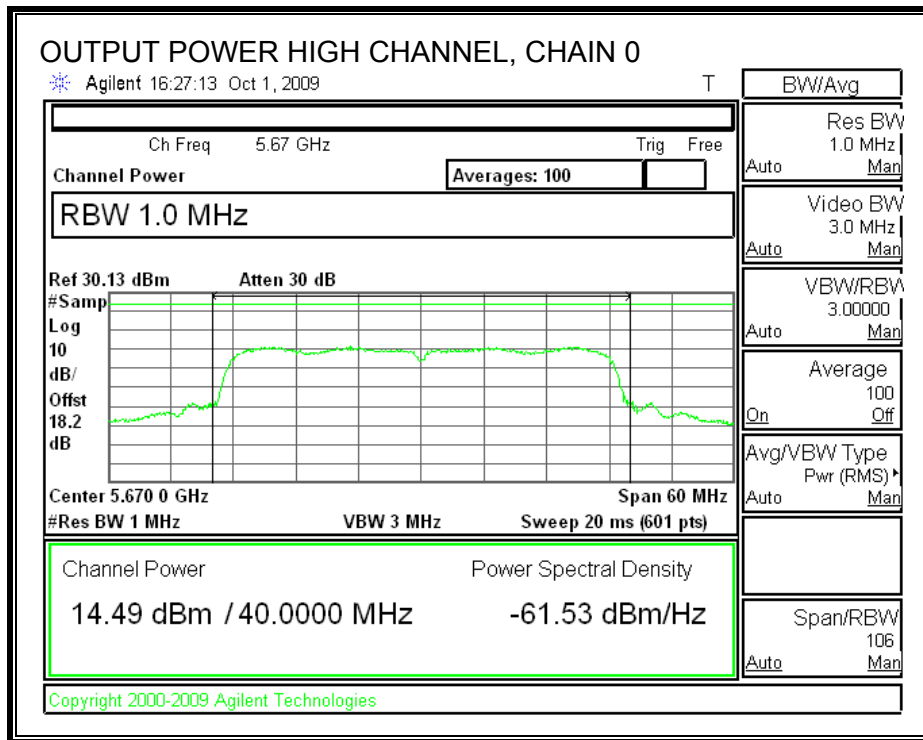 OUTPUT POWER HIGH CHANNEL, CHAIN 0
Agilent 16:27:13 Oct 1, 2009 T
Ch Freq 5.67 GHz Trig Free
Channel Power Averages: 100
RBW 1.0 MHz
Ref 30.13 dBm Atten 30 dB
#Samp
Log
10
dB/
Offst
18.2
dB
Center 5.670 0 GHz Span 60 MHz
#Res BW 1 MHz VBW 3 MHz Sweep 20 ms (601 pts)
Channel Power Power Spectral Density
14.49 dBm / 40.0000 MHz -61.53 dBm/Hz
Copyright 2000-2009 Agilent Technologies
BW/Avg
Res BW
1.0 MHz
Auto Man
Video BW
3.0 MHz
Auto Man
VBW/RBW
3.00000
Auto Man
Average
100
On Off
Avg/VBW Type
Pwr (RMS)
Auto Man
Span/RBW
106
Auto Man